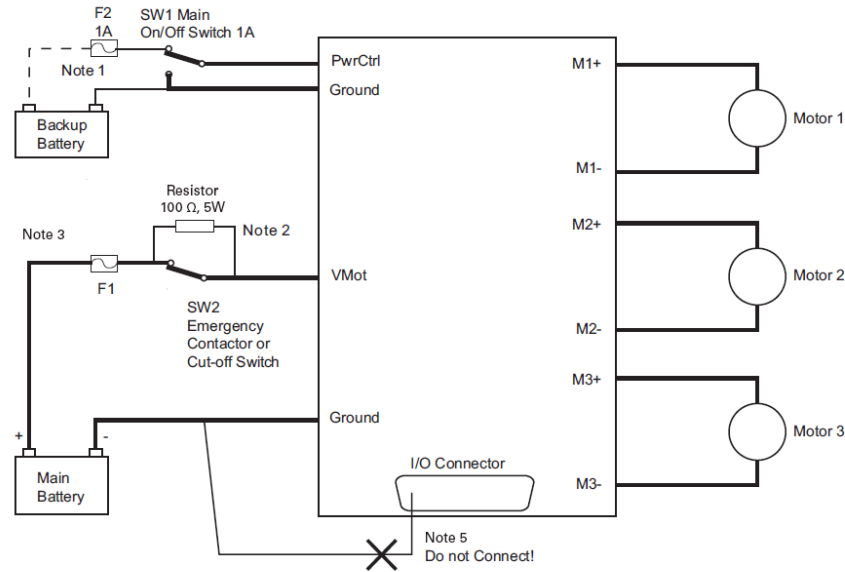 F2
1A
SW1 Main
On/Off Switch 1A
Note 1
PwrCtrl
Ground
M1+
Motor 1
Backup
Battery
M1-
Resistor
100 Ω, 5W
Note 2
Note 3
F1
VMot
SW2
Emergency
Contactor or
Cut-off Switch
M2+
Motor 2
M2-
M3+
Motor 3
Ground
+
-
Main
Battery
I/O Connector
M3-
Note 5
Do not Connect!